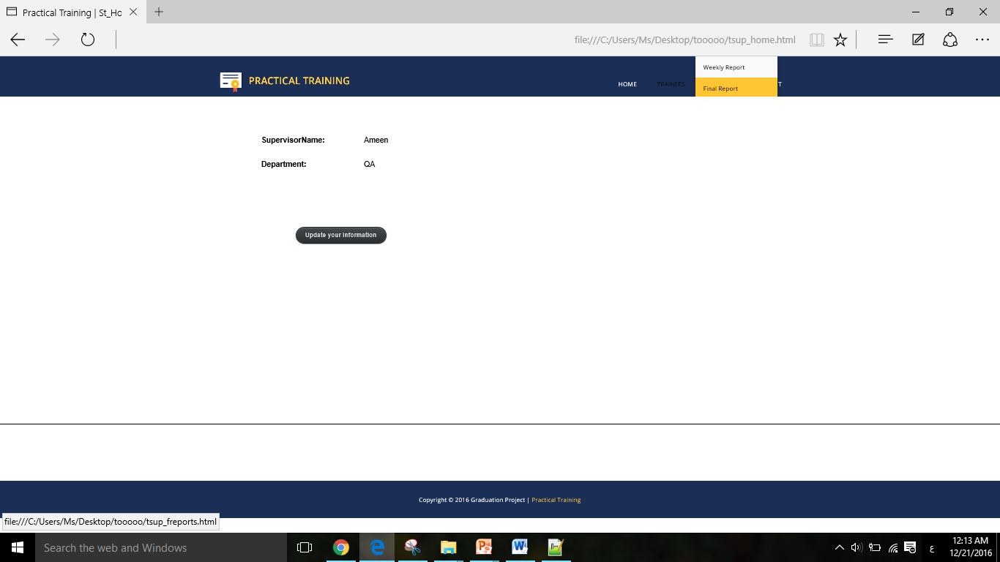 Practical Training | St_Ho
file:///C:/Users/Ms/Desktop/tooooo/tsup_home.html
PRACTICAL TRAINING
HOME TRAINEES T
Weekly Report
Final Report
SupervisorName: Ameen
Department: QA
Update your information
Copyright © 2016 Graduation Project | Practical Training
file:///C:/Users/Ms/Desktop/tooooo/tsup_freports.html
Search the web and Windows
ع
12:13 AM
12/21/2016